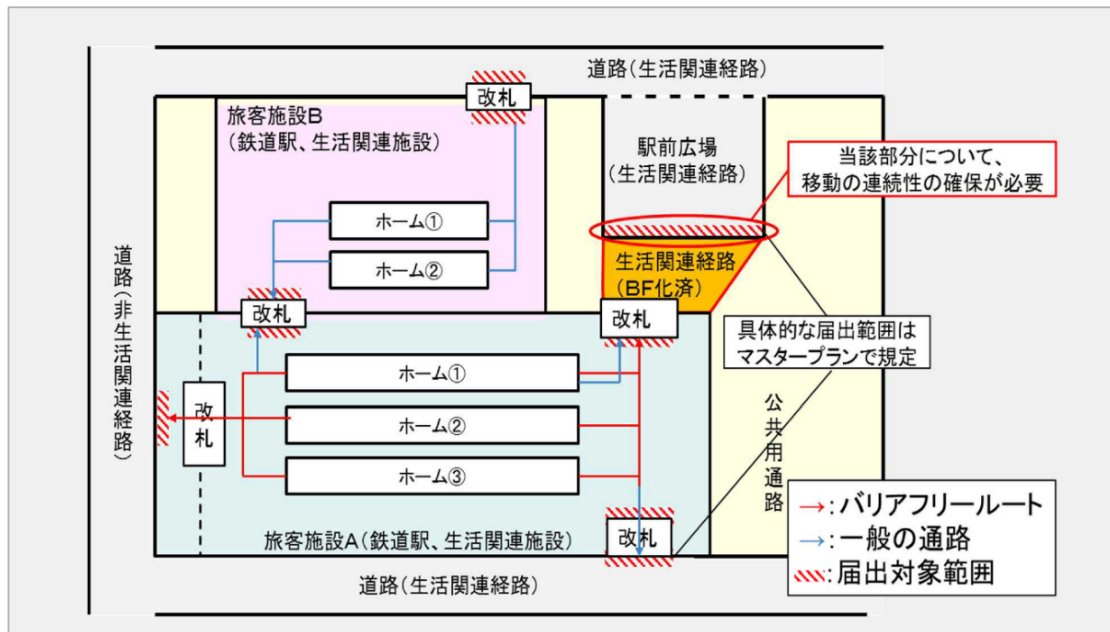 道路(生活関連経路)
改札
旅客施設B
(鉄道駅、生活関連施設)
駅前広場
(生活関連経路)
当該部分について、
移動の連続性の確保が必要
ホーム①
ホーム②
生活関連経路
(BF化済)
道路(非生活関連経路)
改札
改札
具体的な届出範囲は
マスタープランで規定
ホーム①
改札
ホーム②
ホーム③
公共用通路
改札
旅客施設A(鉄道駅、生活関連施設)
道路(生活関連経路)
→:バリアフリールート
→:一般の通路
:届出対象範囲